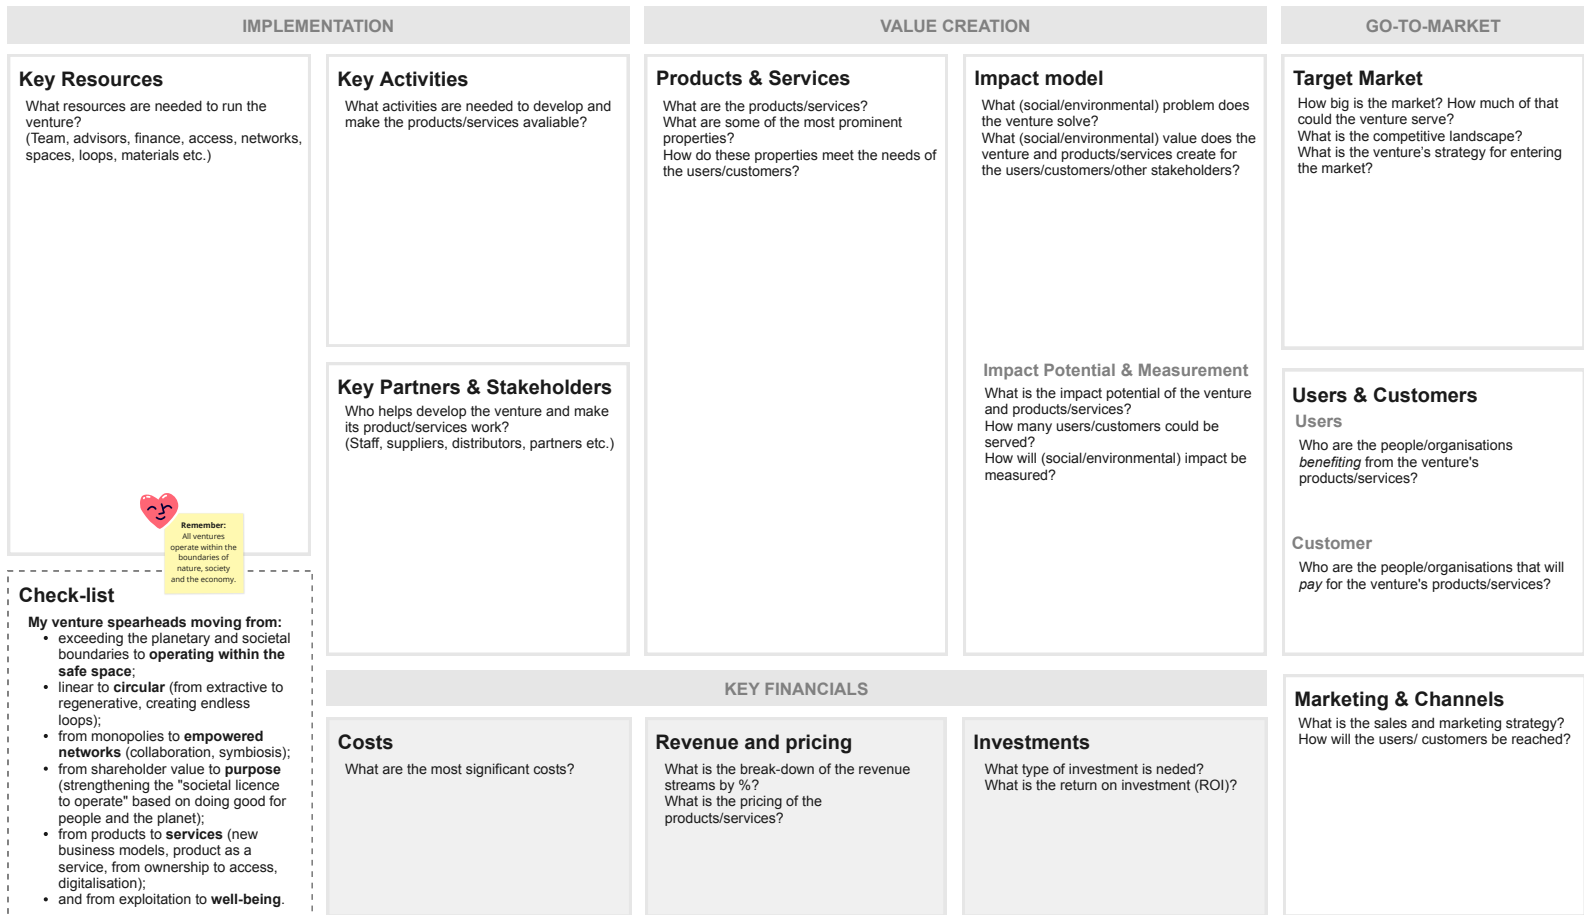 IMPLEMENTATION
Key Resources
What resources are needed to run the
venture?
(Team, advisors, finance, access, networks,
spaces, loops, materials etc.)
Remember:
All ventures
operate within the
boundaries of
nature, society
and the economy.
Check-list
My venture spearheads moving from:
• exceeding the planetary and societal
boundaries to operating within the
safe space;
• linear to circular (from extractive to
regenerative, creating endless
loops);
• from monopolies to empowered
networks (collaboration, symbiosis);
• from shareholder value to purpose
(strengthening the "societal licence
to operate" based on doing good for
people and the planet);
• from products to services (new
business models, product as a
service, from ownership to access,
digitalisation);
• and from exploitation to well-being.
Key Activities
What activities are needed to develop and
make the products/services avaliable?
Key Partners & Stakeholders
Who helps develop the venture and make
its product/services work?
(Staff, suppliers, distributors, partners etc.)
VALUE CREATION
Products & Services
What are the products/services?
What are some of the most prominent
properties?
How do these properties meet the needs of
the users/customers?
Impact model
What (social/environmental) problem does
the venture solve?
What (social/environmental) value does the
venture and products/services create for
the users/customers/other stakeholders?
Impact Potential & Measurement
What is the impact potential of the venture
and products/services?
How many users/customers could be
served?
How will (social/environmental) impact be
measured?
GO-TO-MARKET
Target Market
How big is the market? How much of that
could the venture serve?
What is the competitive landscape?
What is the venture's strategy for entering
the market?
Users & Customers
Users
Who are the people/organisations
benefiting from the venture's
products/services?
Customer
Who are the people/organisations that will
pay for the venture's products/services?
Marketing & Channels
What is the sales and marketing strategy?
How will the users/ customers be reached?
KEY FINANCIALS
Costs
What are the most significant costs?
Revenue and pricing
What is the break-down of the revenue
streams by %?
What is the pricing of the
products/services?
Investments
What type of investment is neded?
What is the return on investment (ROI)?